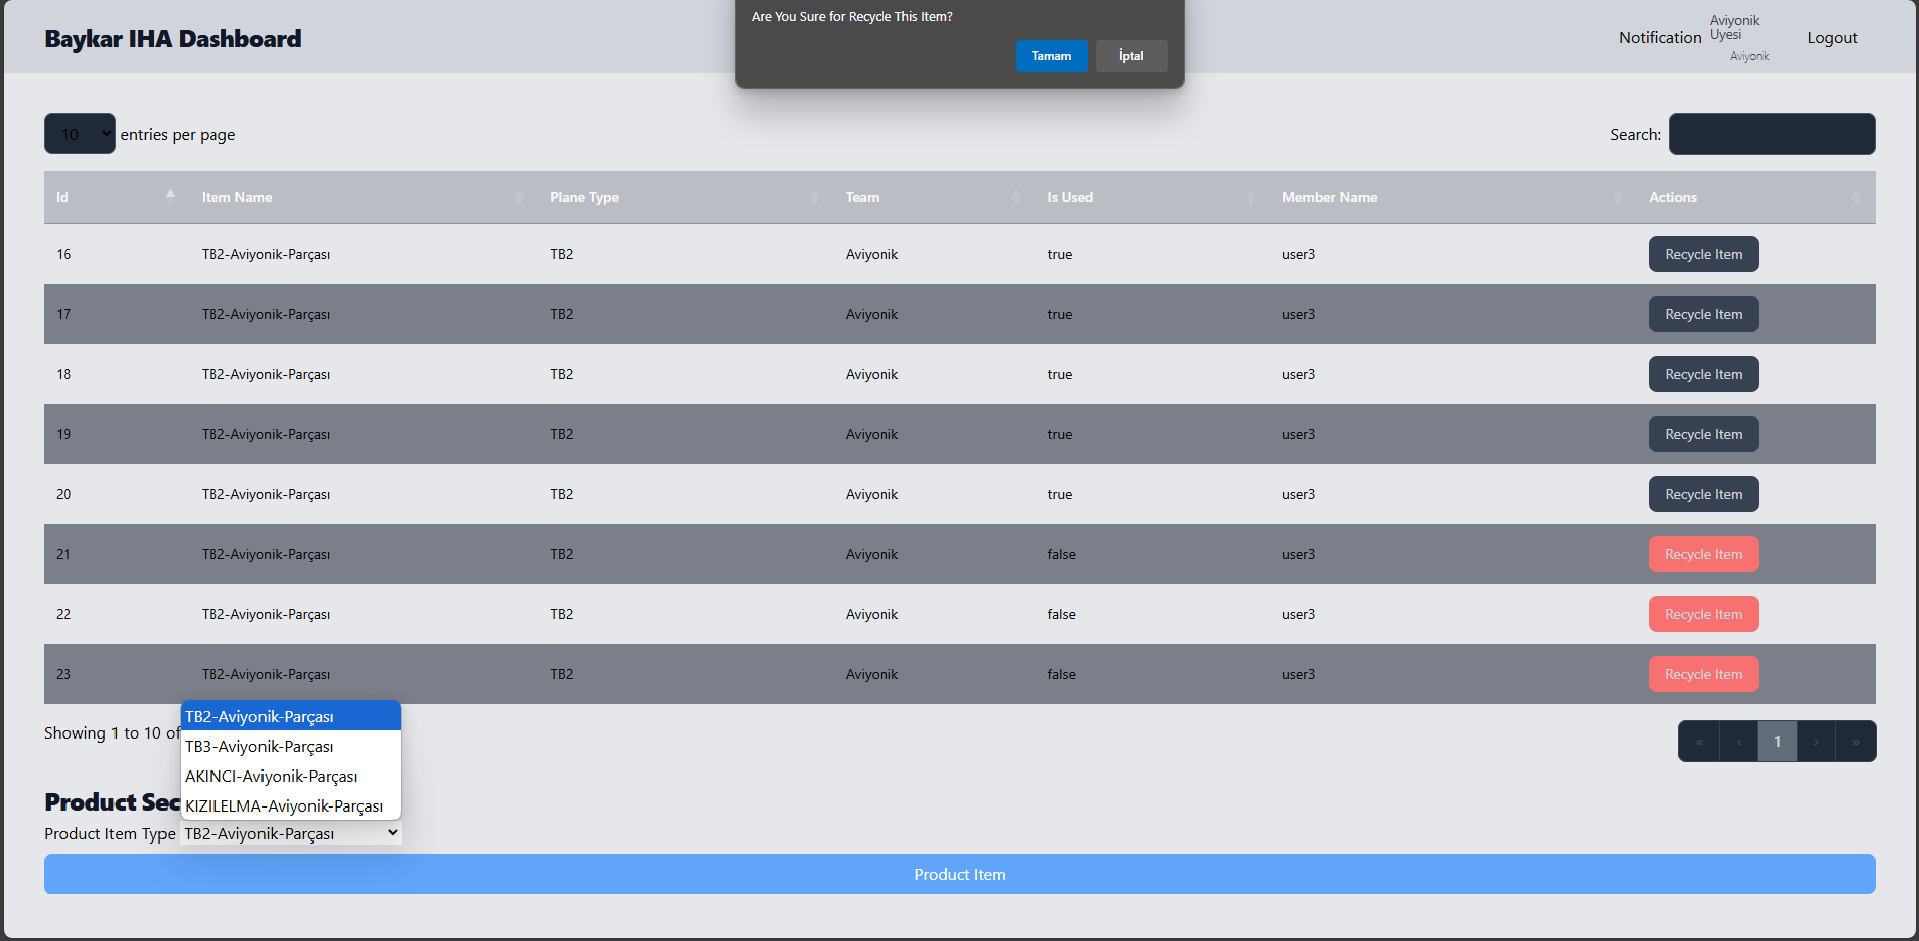 Are You Sure for Recycle This Item?
Tamam İptal
Baykar IHA Dashboard
Notification
Aviyonik
Uyesi
Aviyonik
Logout
10 entries per page
Search:
Id Item Name Plane Type Team Is Used Member Name Actions
16 TB2-Aviyonik-Parçası TB2 Aviyonik true user3 Recycle Item
17 TB2-Aviyonik-Parçası TB2 Aviyonik true user3 Recycle Item
18 TB2-Aviyonik-Parçası TB2 Aviyonik true user3 Recycle Item
19 TB2-Aviyonik-Parçası TB2 Aviyonik true user3 Recycle Item
20 TB2-Aviyonik-Parçası TB2 Aviyonik true user3 Recycle Item
21 TB2-Aviyonik-Parçası TB2 Aviyonik false user3 Recycle Item
22 TB2-Aviyonik-Parçası TB2 Aviyonik false user3 Recycle Item
23 TB2-Aviyonik-Parçası TB2 Aviyonik false user3 Recycle Item
Showing 1 to 10 of
« ‹ 1 › »
TB2-Aviyonik-Parçası
TB3-Aviyonik-Parçası
AKINCI-Aviyonik-Parçası
KIZILELMA-Aviyonik-Parçası
Product Sec
Product Item Type TB2-Aviyonik-Parçası
Product Item